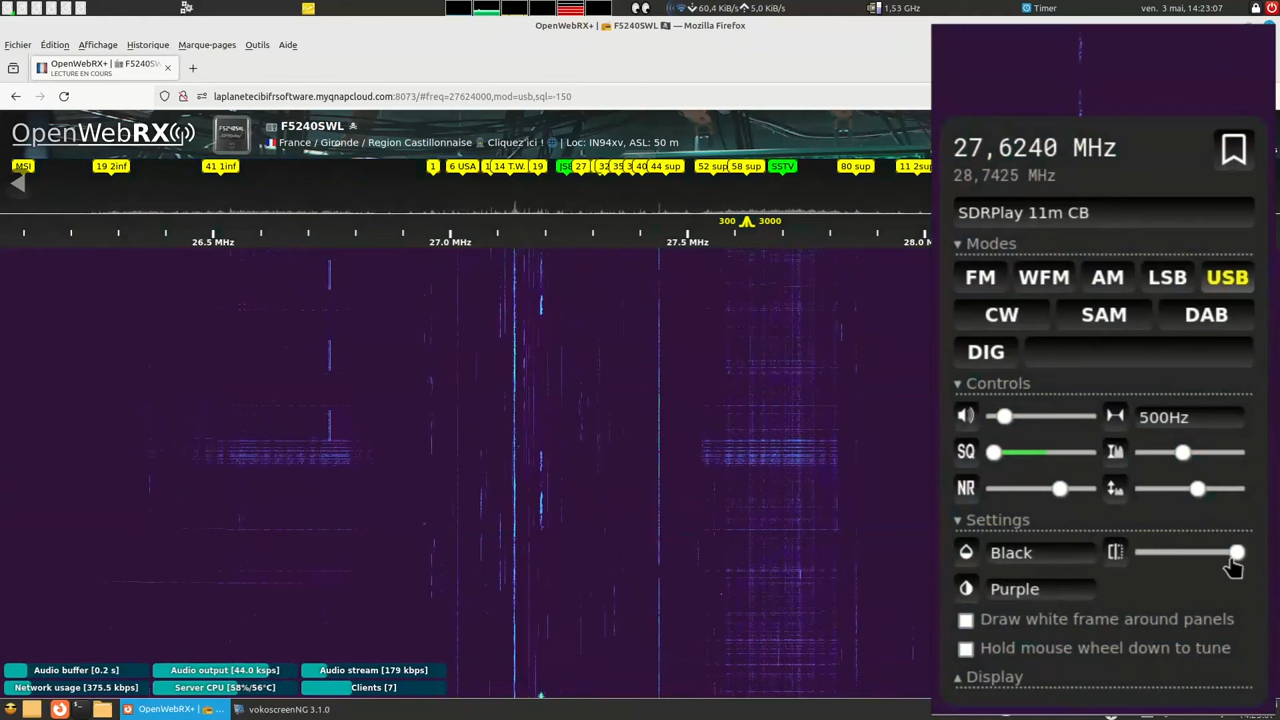 60,4 KiB/s 5,0 KiB/s
1,53 GHz
Timer
ven. 3 mai, 14:23:07
OpenWebRX+ | F5240SWL — Mozilla Firefox
Fichier Édition Affichage Historique Marque-pages Outils Aide
OpenWebRX+ | F5240SWL
LECTURE EN COURS
laplanetecibifrsoftware.myqnapcloud.com:8073/#freq=27624000,mod=usb,sql=-150
OpenWebRX
F5240SWL
France / Gironde / Region Castillonnaise Cliquez ici ! | Loc: IN94xv, ASL: 50 m
MSI 19 2inf 41 1inf 1 6 USA 14 T.W. 19 27 44 sup 52 sup 58 sup SSTV 80 sup 11 2sup
300 3000
26.5 MHz 27.0 MHz 27.5 MHz 28.0 M
27,6240 MHz
28,7425 MHz
SDRPlay 11m CB
Modes
FM WFM AM LSB USB
CW SAM DAB
DIG
Controls
500Hz
SQ
NR
Settings
Black
Purple
Draw white frame around panels
Hold mouse wheel down to tune
Display
Audio buffer [0.2 s] Audio output [44.0 ksps] Audio stream [179 kbps]
Network usage [375.5 kbps] Server CPU [58%/56°C] Clients [7]
OpenWebRX+ | vokoscreenNG 3.1.0